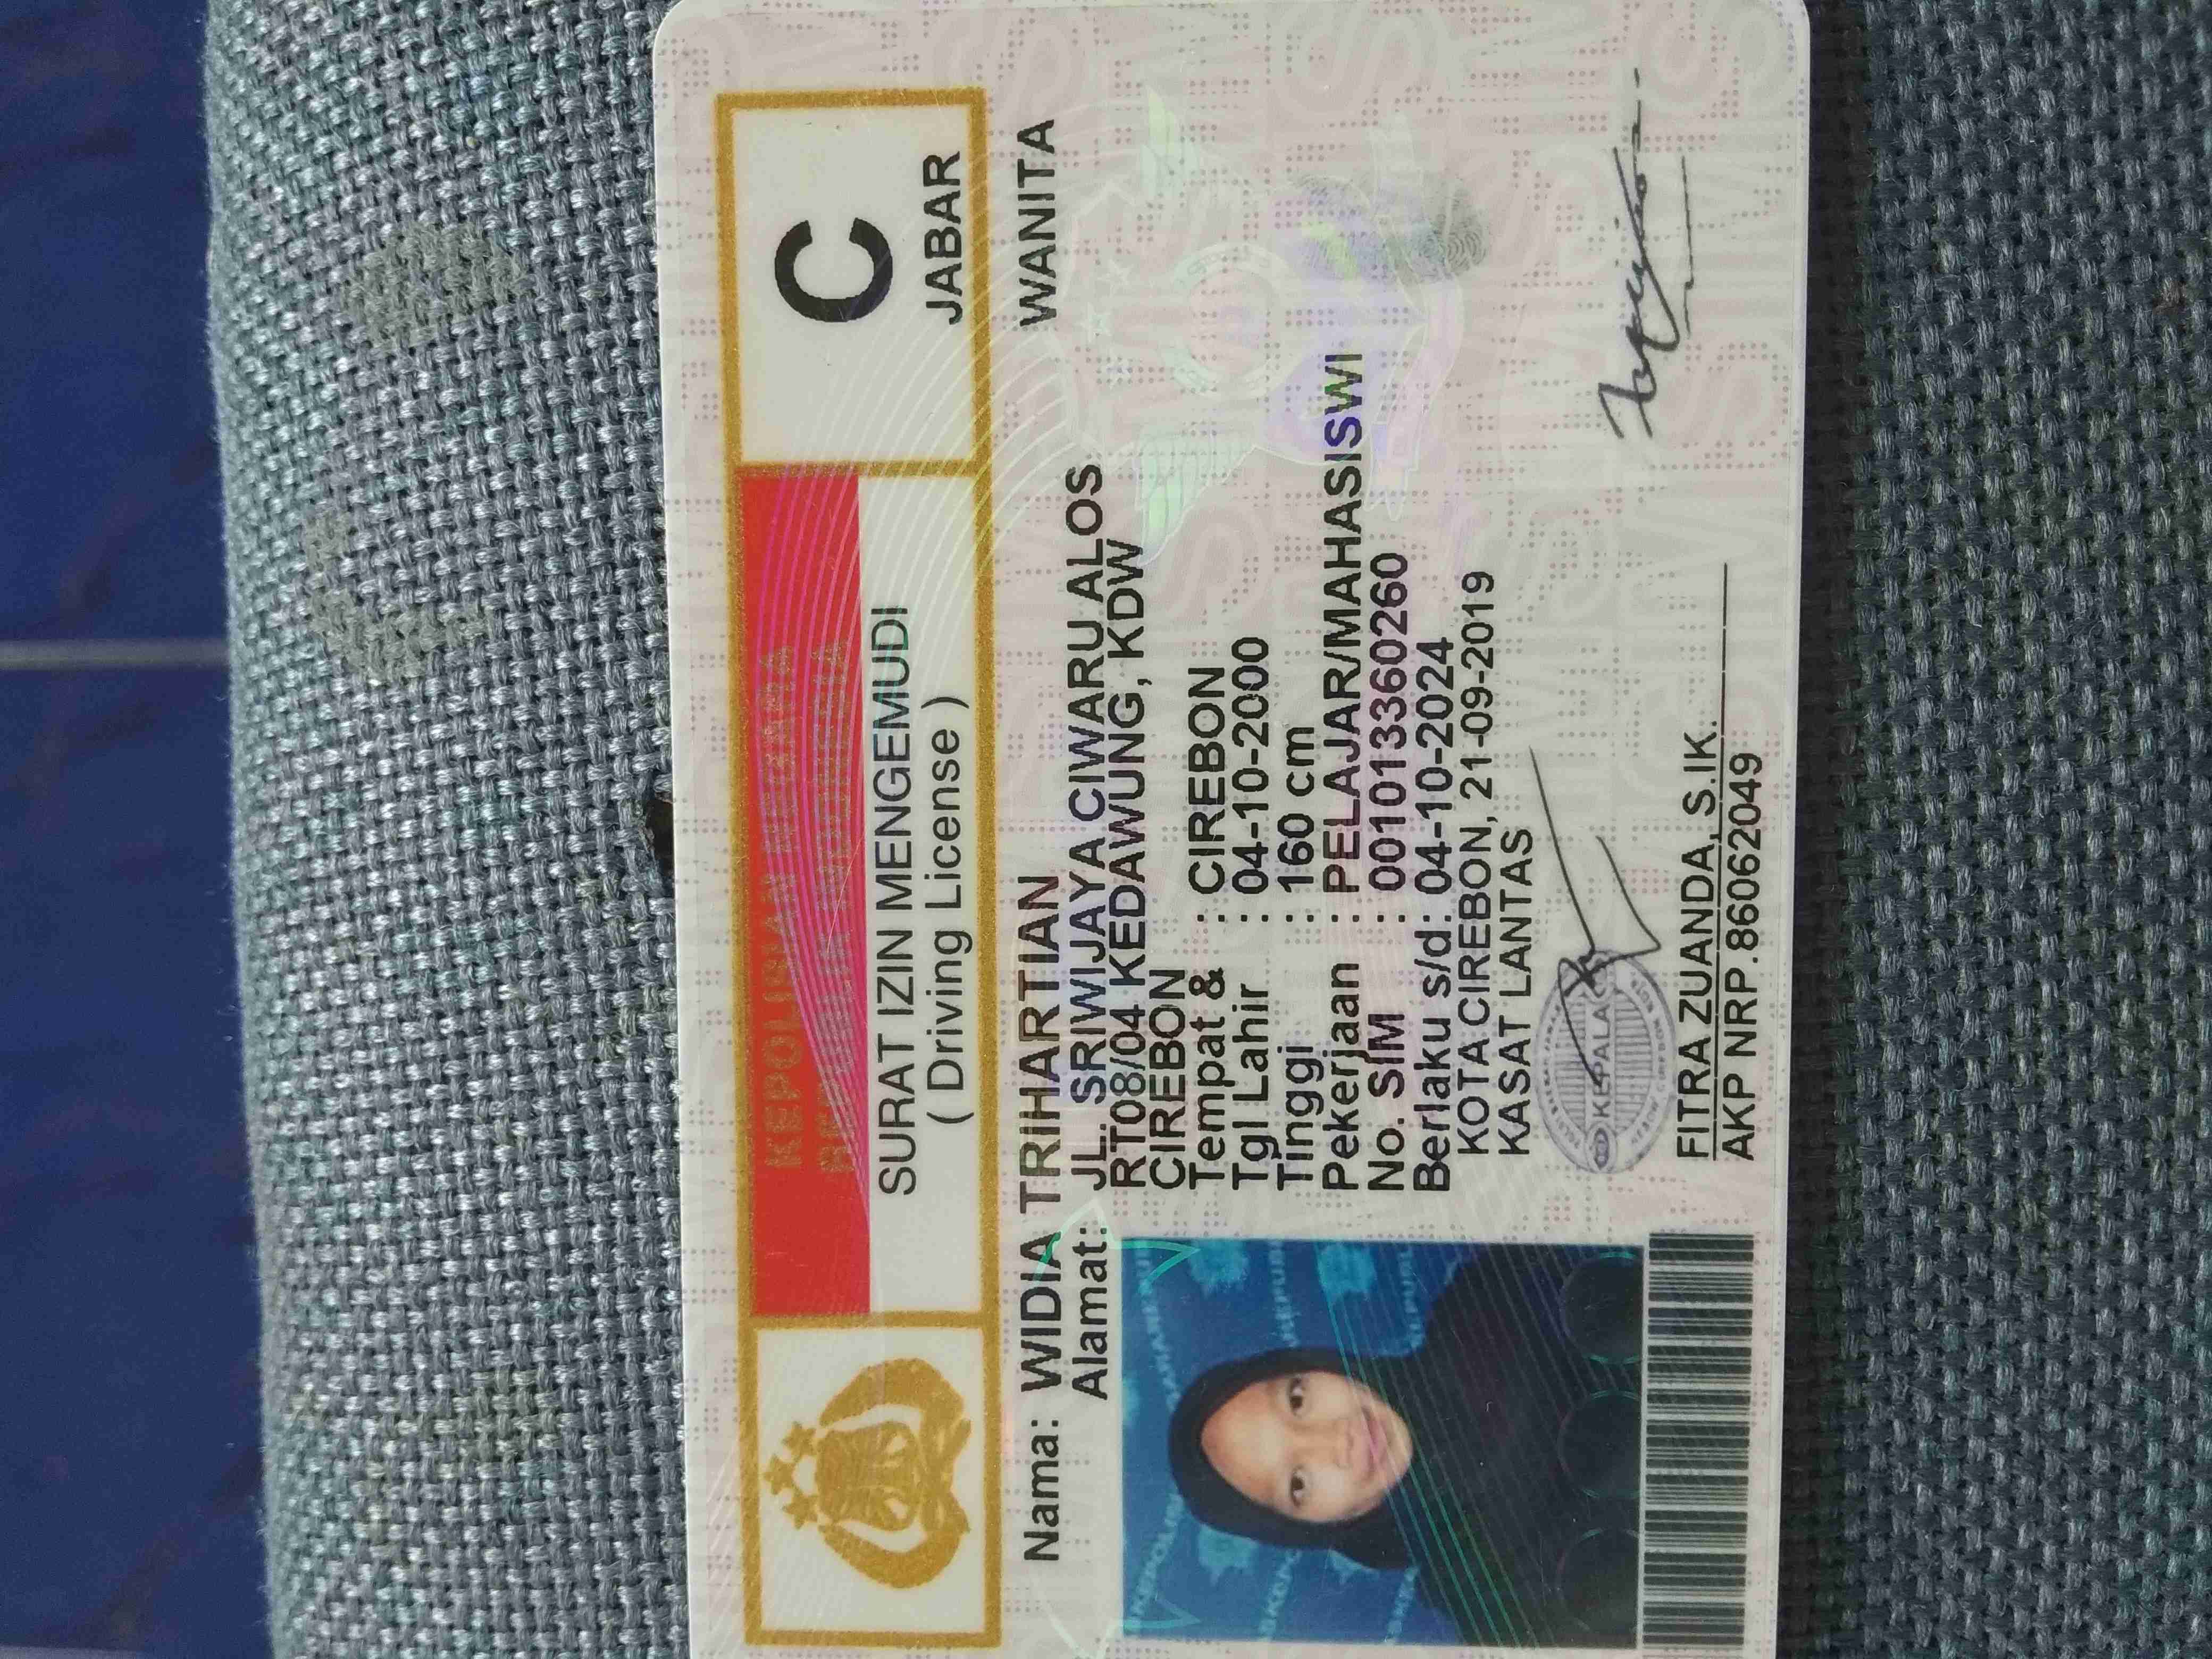 KEPOLISIAN NEGARA
REPUBLIK INDONESIA
SURAT IZIN MENGEMUDI
( Driving License )
C
JABAR
Nama: WIDIA TRIHARTIAN WANITA
Alamat: JL. SRIWIJAYA CIWARU ALOS
RT08/04 KEDAWUNG, KDW
CIREBON
Tempat & : CIREBON
Tgl Lahir : 04-10-2000
Tinggi : 160 cm
Pekerjaan : PELAJAR/MAHASISWI
No. SIM : 001013360260
Berlaku s/d: 04-10-2024
KOTA CIREBON, 21-09-2019
KASAT LANTAS
KEPALA
FITRA ZUANDA, S.IK.
AKP NRP.86062049